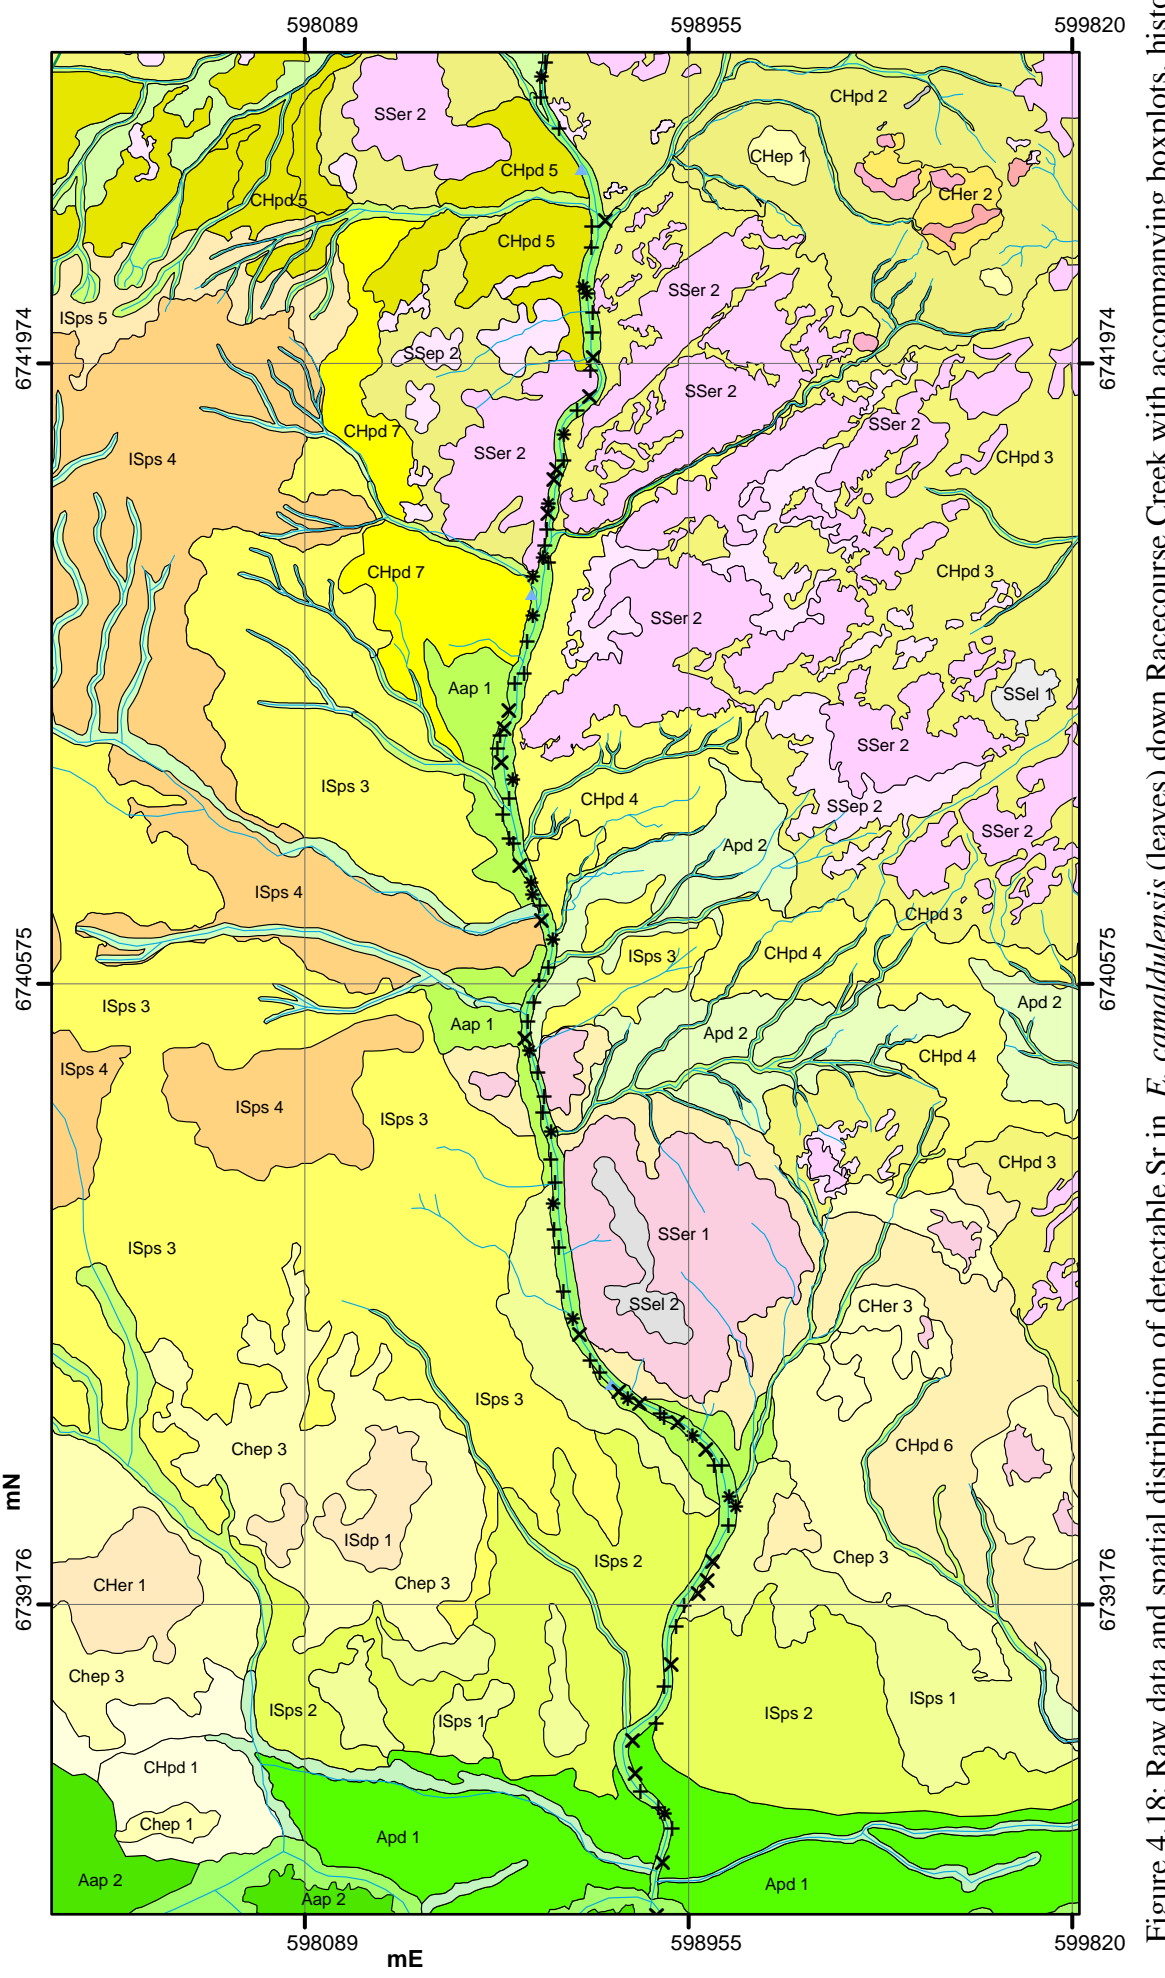 598089 598955 599820
SSer 2
CHpd 2
CHep 1
CHpd 5
CHer 2
CHpd 5
CHpd 5
SSer 2
ISps 5
SSep 2
6741974
6741974
SSer 2
SSer 2
CHpd 7
SSer 2
ISps 4
CHpd 3
CHpd 7
CHpd 3
SSer 2
Aap 1
SSel 1
SSer 2
ISps 3
CHpd 4
SSep 2
SSer 2
Apd 2
ISps 4
CHpd 3
ISps 3
CHpd 4
6740575
6740575
ISps 3
Apd 2
Aap 1
Apd 2
CHpd 4
ISps 4
ISps 4
ISps 3
CHpd 3
SSer 1
ISps 3
SSel 2
CHer 3
ISps 3
Chep 3
CHpd 6
mN
ISdp 1
Chep 3
ISps 2
Chep 3
CHer 1
6739176
6739176
Chep 3
ISps 2
ISps 1
ISps 2
ISps 1
CHpd 1
Chep 1
Apd 1
Aap 2
Aap 2
Apd 1
598089 598955 599820
mE
Figure 4.18: Raw data and spatial distribution of detectable Sr in E. camaldulensis (leaves) down Racecourse Creek with accompanying boxplots,